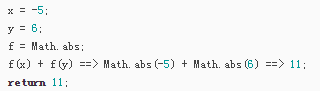 x = -5;
y = 6;
f = Math.abs;
f(x) + f(y) ==> Math.abs(-5) + Math.abs(6) ==> 11;
return 11;